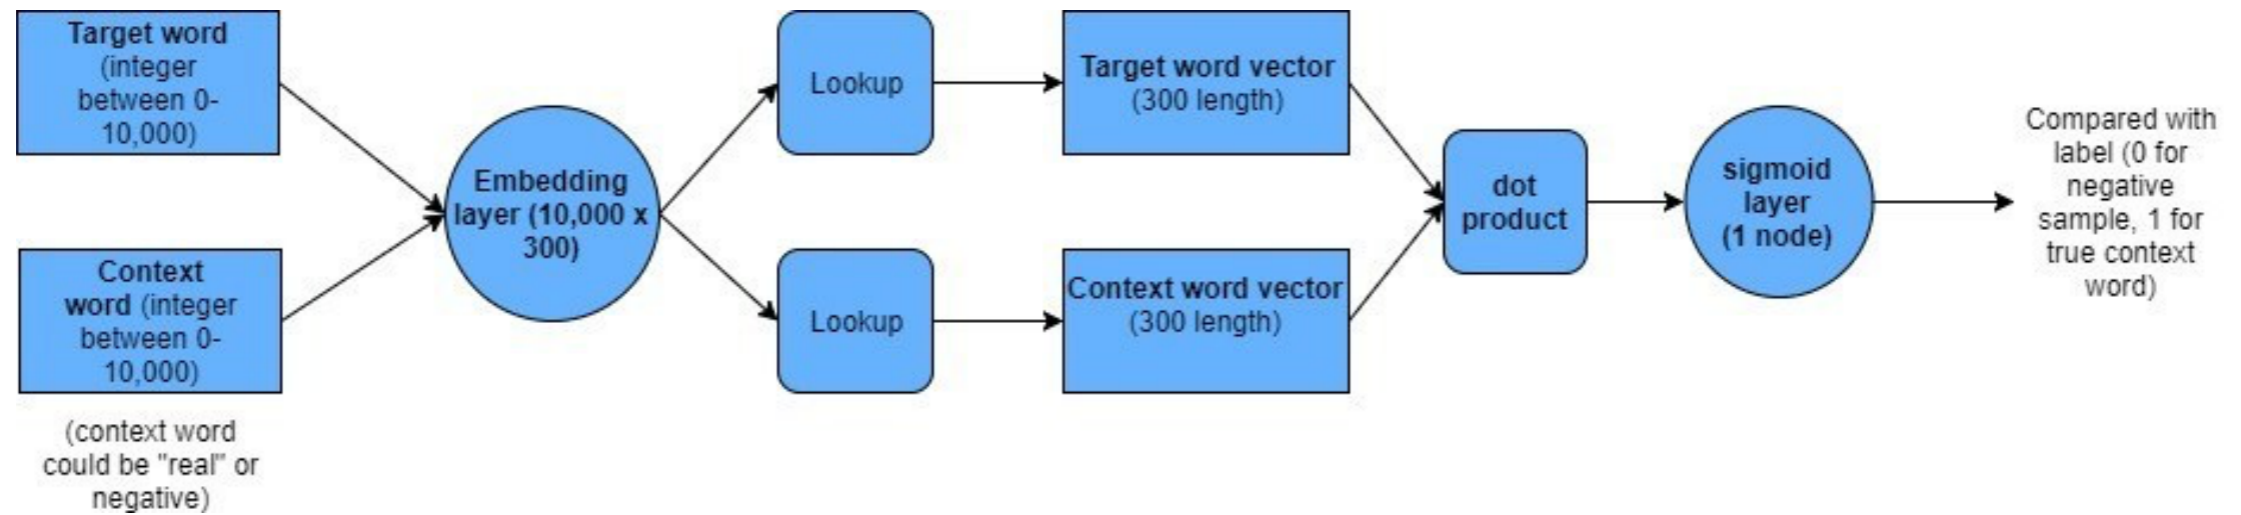 Target word
(integer
between 0-
10,000)
Context
word (integer
between 0-
10,000)
(context word
could be "real" or
negative)
Embedding
layer (10,000 x
300)
Lookup
Lookup
Target word vector
(300 length)
Context word vector
(300 length)
dot
product
sigmoid
layer
(1 node)
Compared with
label (0 for
negative
sample, 1 for
true context
word)